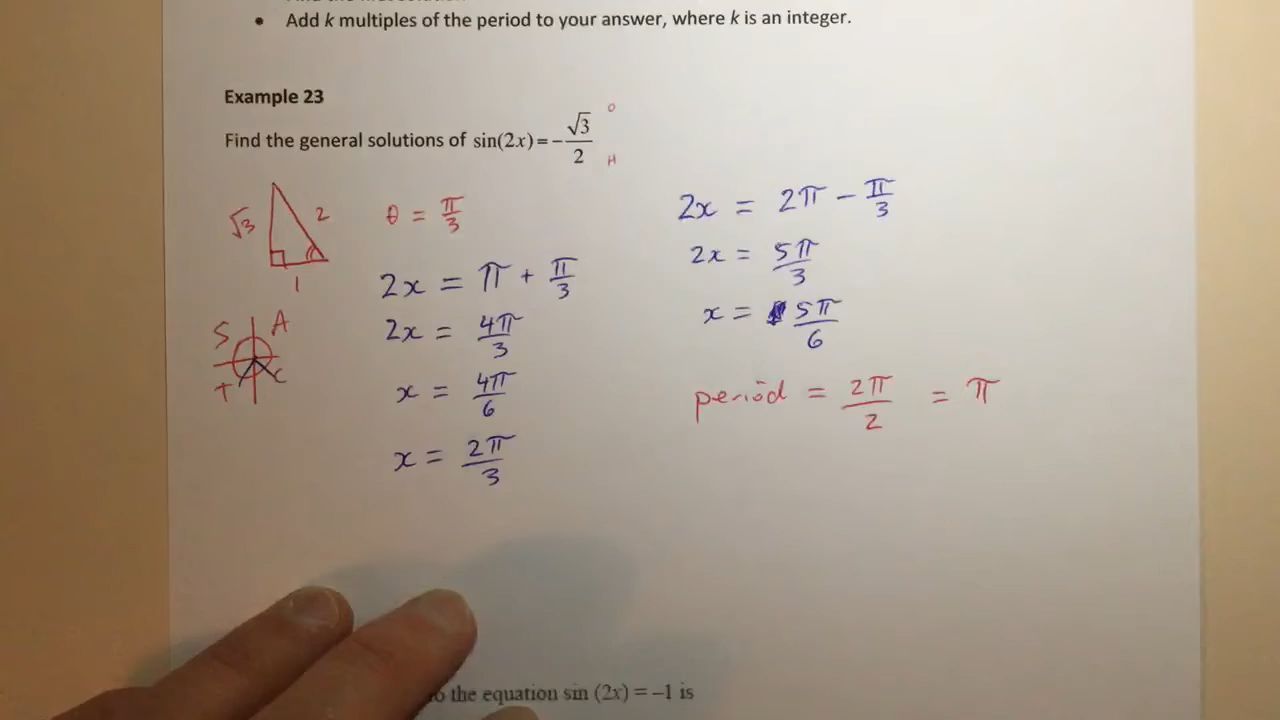 • Add k multiples of the period to your answer, where k is an integer.
Example 23
Find the general solutions of sin(2x) = -√3/2
O
H
√3
2
1
S A
T C
θ = π/3
2x = π + π/3
2x = 4π/3
x = 4π/6
x = 2π/3
2x = 2π - π/3
2x = 5π/3
x = 5π/6
period = 2π/2 = π
the equation sin (2x) = -1 is